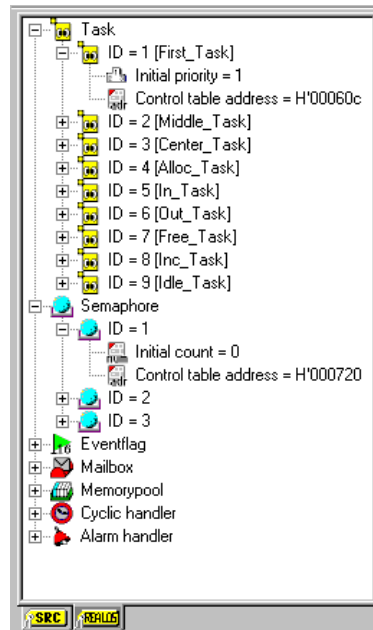 Task
ID = 1 [First_Task]
Initial priority = 1
Control table address = H'00060c
ID = 2 [Middle_Task]
ID = 3 [Center_Task]
ID = 4 [Alloc_Task]
ID = 5 [In_Task]
ID = 6 [Out_Task]
ID = 7 [Free_Task]
ID = 8 [Inc_Task]
ID = 9 [Idle_Task]
Semaphore
ID = 1
Initial count = 0
Control table address = H'000720
ID = 2
ID = 3
Eventflag
Mailbox
Memorypool
Cyclic handler
Alarm handler
SRC REALOS